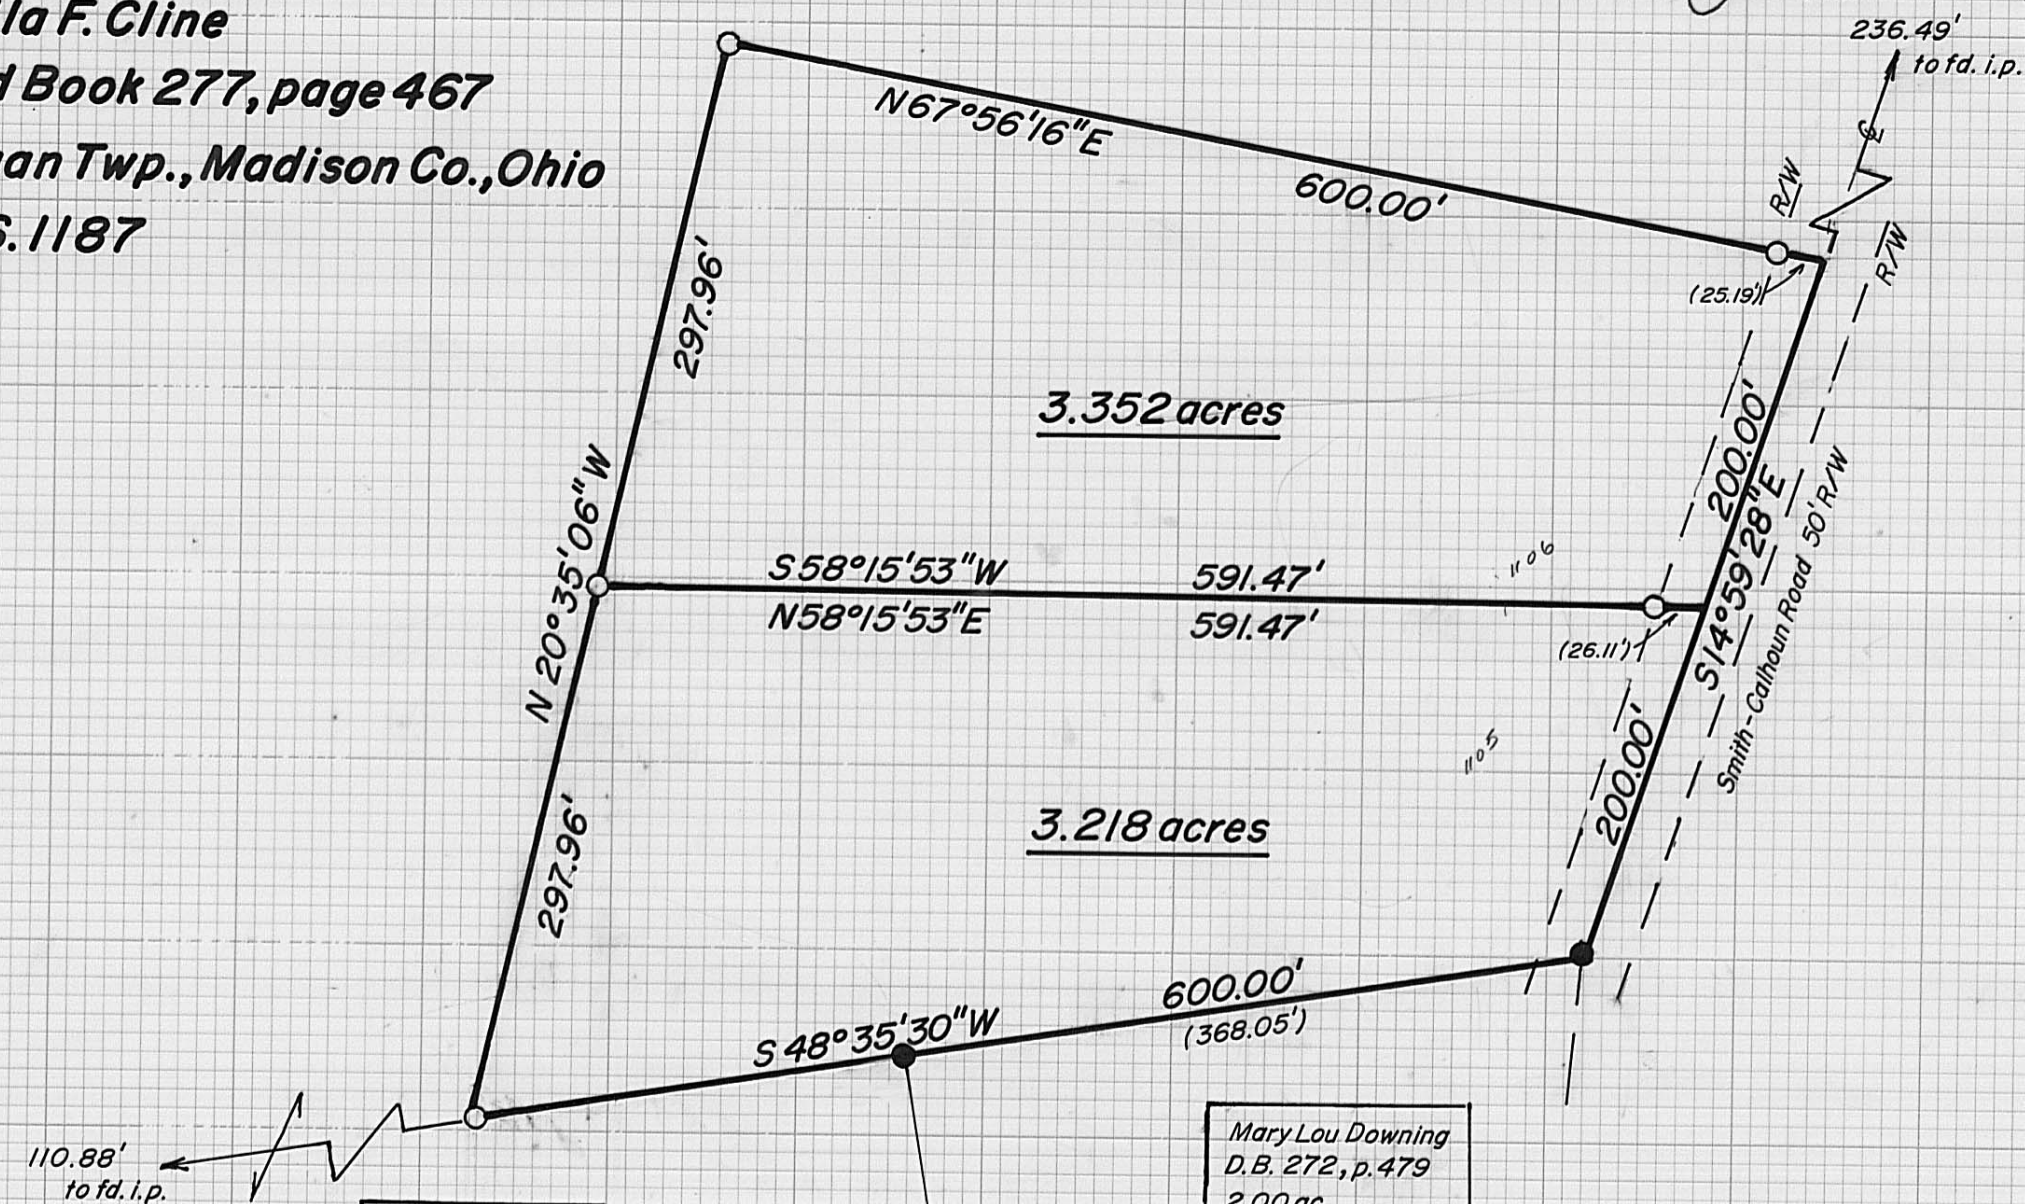 la F. Cline
d Book 277, page 467
an Twp., Madison Co., Ohio
S. 1187
236.49'
to fd. i.p.
N67°56'16"E
600.00'
R/W
R/W
(25.19')
297.96'
3.352 acres
200.00'
S14°59'28"E
N 20°35'06"W
S58°15'53"W 591.47'
N58°15'53"E 591.47'
1106
(26.11')
Smith-Calhoun Road 50' R/W
1105
200.00'
297.96'
3.218 acres
600.00'
S 48°35'30"W
(368.05')
110.88'
to fd. i.p.
Mary Lou Downing
D.B. 272, p. 479
2.00 ac.